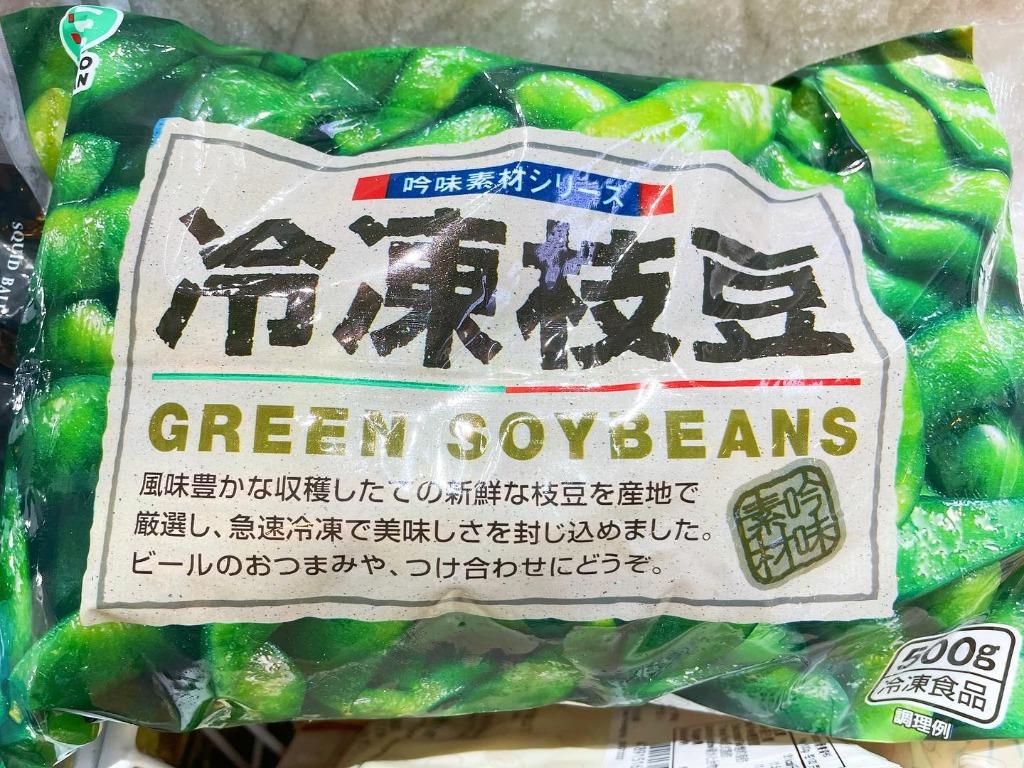 吟味素材シリーズ
冷凍枝豆
GREEN SOYBEANS
風味豊かな収穫したての新鮮な枝豆を産地で
厳選し、急速冷凍で美味しさを封じ込めました。
ビールのおつまみや、つけ合わせにどうぞ。
吟味
素材
500g
冷凍食品
調理例